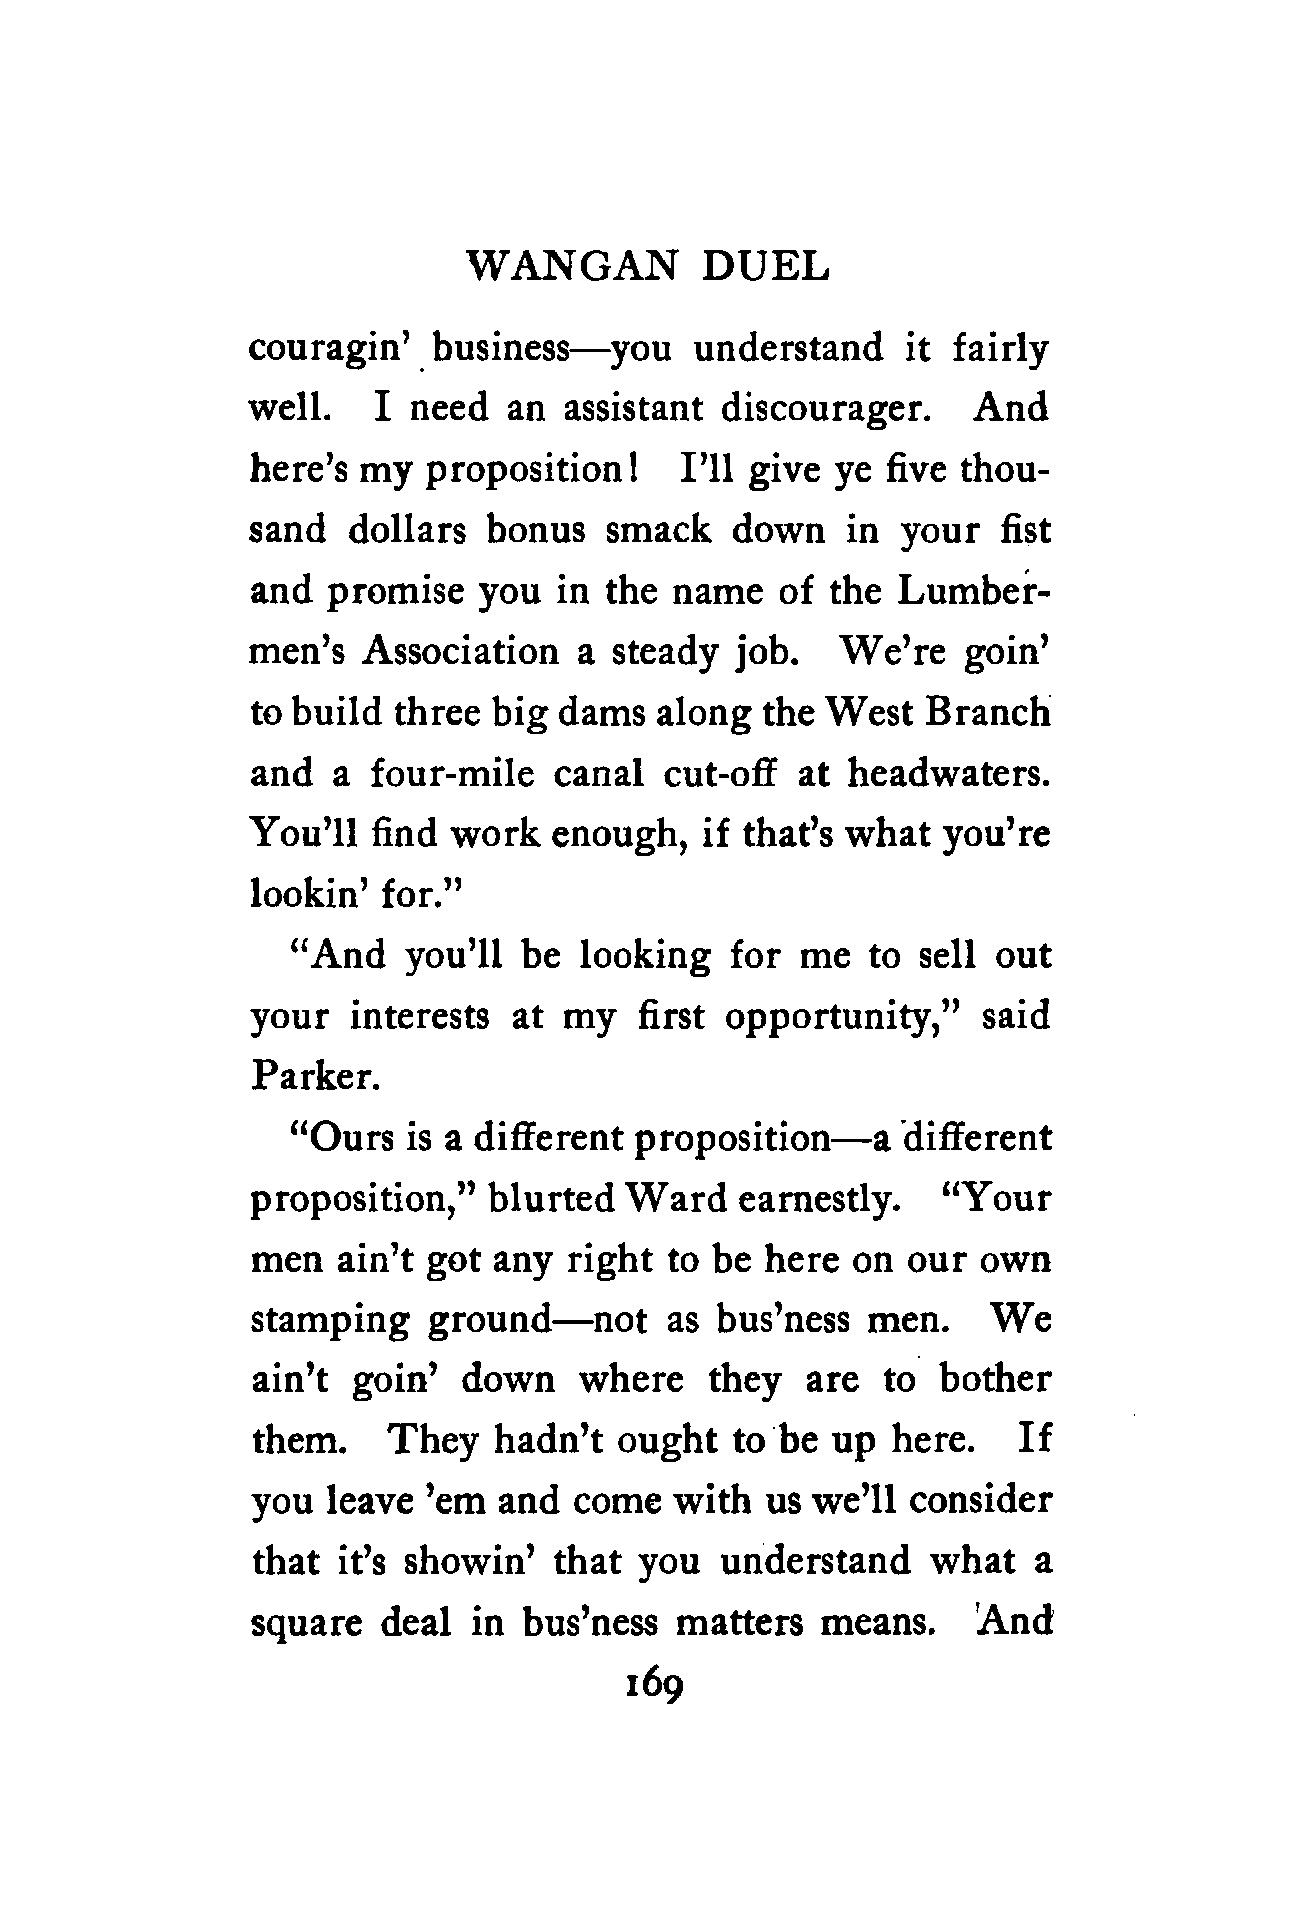 WANGAN DUEL
couragin’ business—you understand it fairly
well. I need an assistant discourager. And
here’s my proposition! I’ll give ye five thou-
sand dollars bonus smack down in your fist
and promise you in the name of the Lumber-
men’s Association a steady job. We’re goin’
to build three big dams along the West Branch
and a four-mile canal cut-off at headwaters.
You’ll find work enough, if that’s what you’re
lookin’ for.”
“And you’ll be looking for me to sell out
your interests at my first opportunity,” said
Parker.
“Ours is a different proposition—a different
proposition,” blurted Ward earnestly. “Your
men ain’t got any right to be here on our own
stamping ground—not as bus’ness men. We
ain’t goin’ down where they are to bother
them. They hadn’t ought to be up here. If
you leave ’em and come with us we’ll consider
that it’s showin’ that you understand what a
square deal in bus’ness matters means. And
169